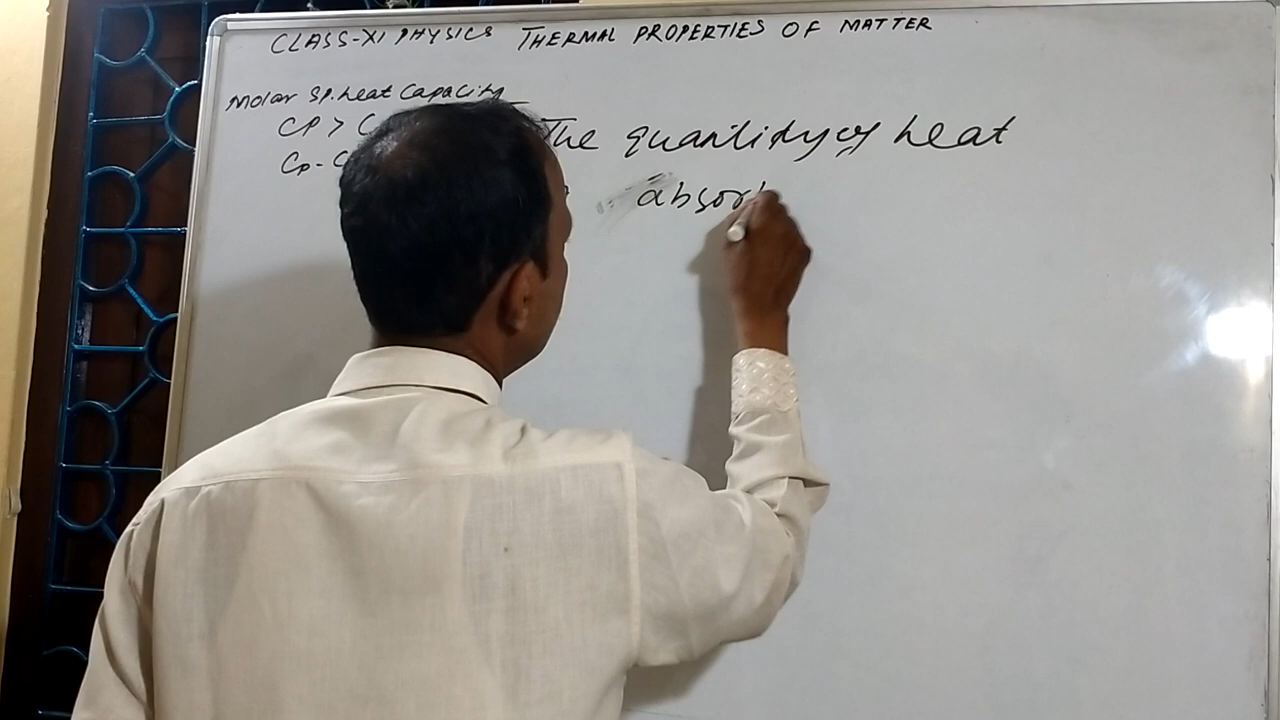 CLASS-XI PHYSICS THERMAL PROPERTIES OF MATTER
Molar SP. heat Capacity
CP > C
Cp - C
The quantity of heat
absorb